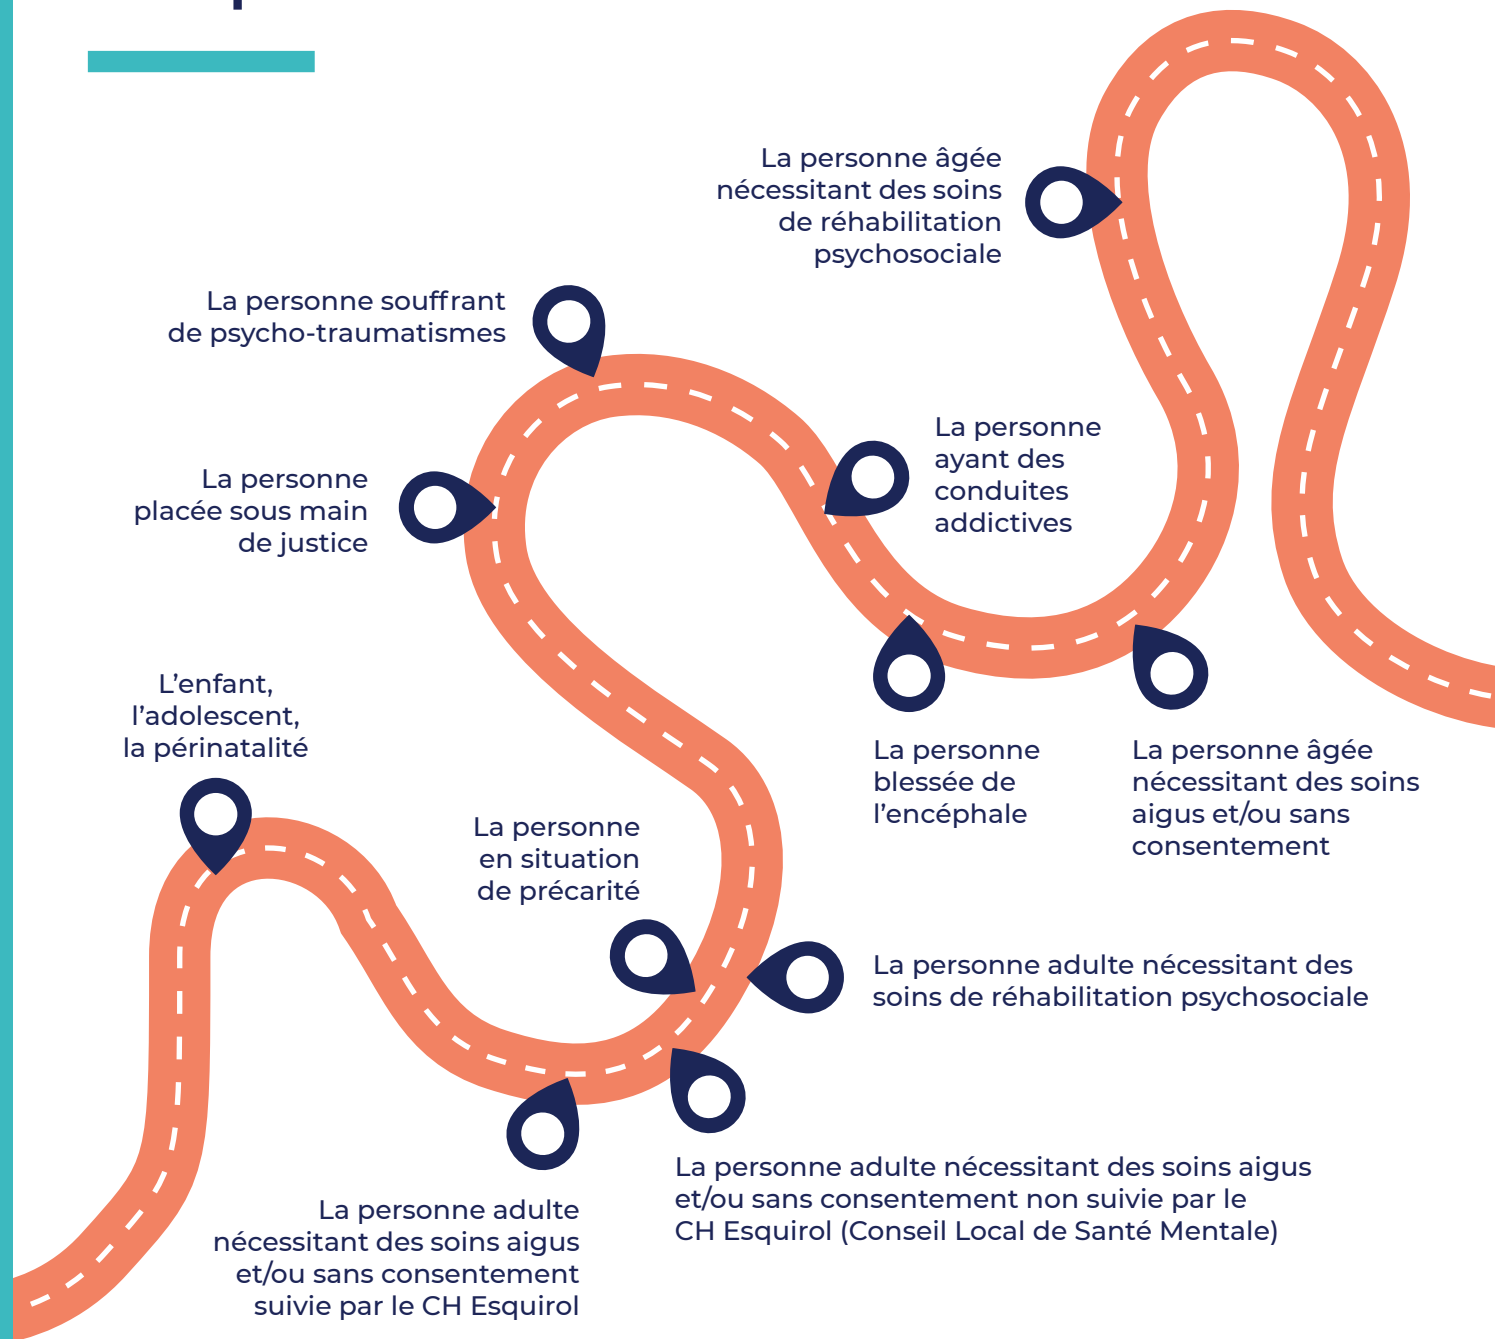 La personne âgée
nécessitant des soins
de réhabilitation
psychosociale
La personne souffrant
de psycho-traumatismes
La personne
ayant des
conduites
addictives
La personne
placée sous main
de justice
L’enfant,
l’adolescent,
la périnatalité
La personne
blessée de
l’encéphale
La personne âgée
nécessitant des soins
aigus et/ou sans
consentement
La personne
en situation
de précarité
La personne adulte nécessitant des
soins de réhabilitation psychosociale
La personne adulte nécessitant des soins aigus
et/ou sans consentement non suivie par le
CH Esquirol (Conseil Local de Santé Mentale)
La personne adulte
nécessitant des soins aigus
et/ou sans consentement
suivie par le CH Esquirol